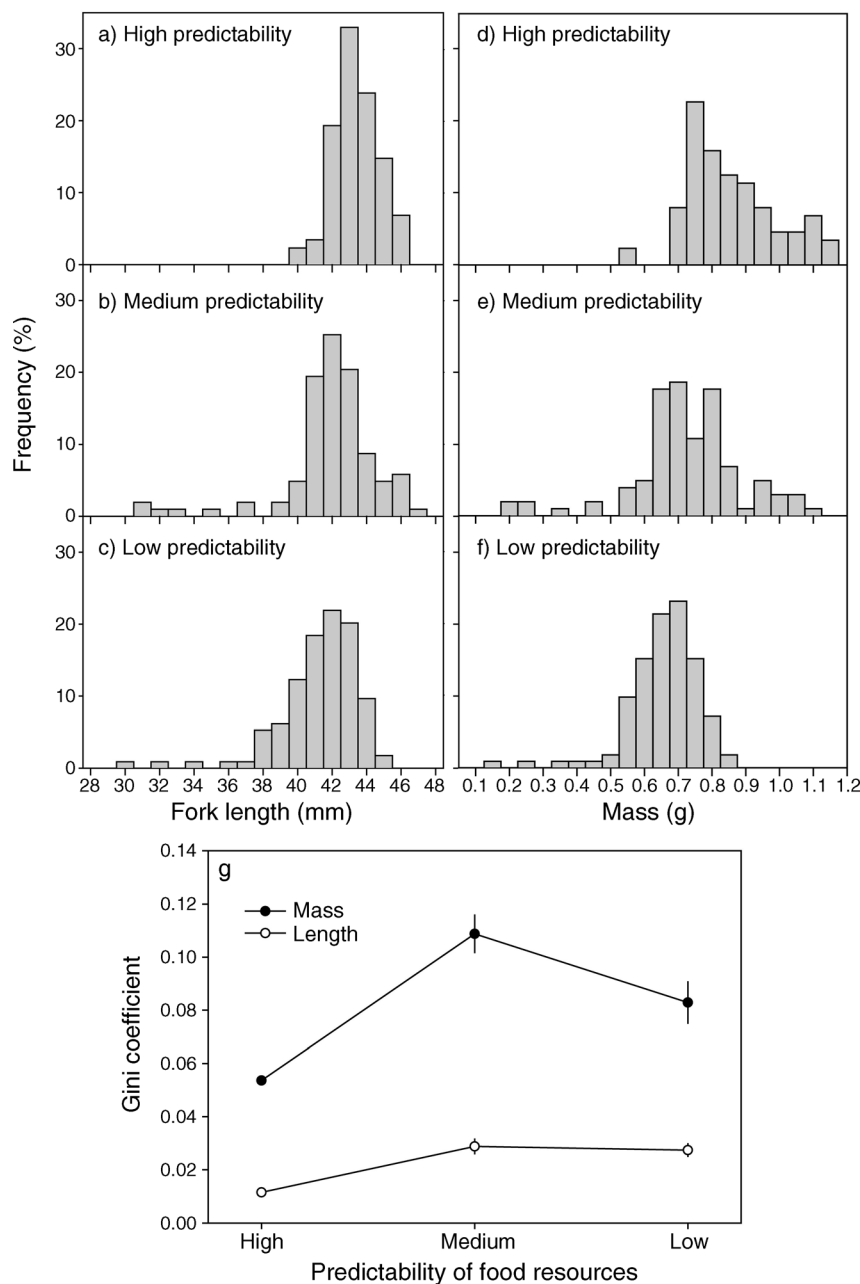 a) High predictability
d) High predictability
30
20
10
0
b) Medium predictability
e) Medium predictability
30
20
10
0
c) Low predictability
f) Low predictability
30
20
10
0
Frequency (%)
28 30 32 34 36 38 40 42 44 46 48
0.1 0.2 0.3 0.4 0.5 0.6 0.7 0.8 0.9 1.0 1.1 1.2
Fork length (mm)
Mass (g)
g
0.14
0.12
0.10
0.08
0.06
0.04
0.02
0.00
Mass
Length
Gini coefficient
High Medium Low
Predictability of food resources